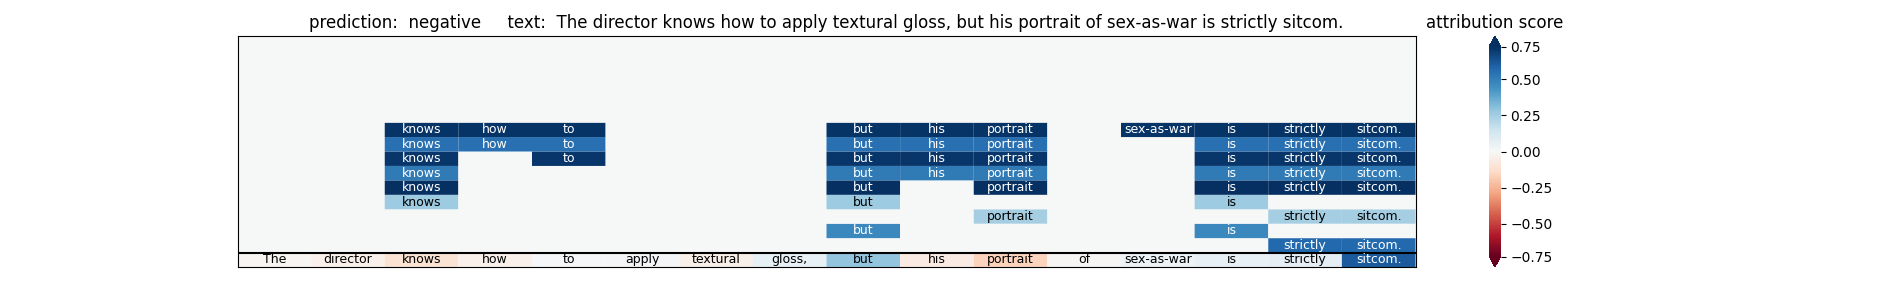 prediction:  negative     text:  The director knows how to apply textural gloss, but his portrait of sex-as-war is strictly sitcom.
attribution score
knows how to but his portrait sex-as-war is strictly sitcom.
knows how to but his portrait is strictly sitcom.
knows to but his portrait is strictly sitcom.
knows but his portrait is strictly sitcom.
knows but portrait is strictly sitcom.
knows but is
portrait strictly sitcom.
but is
strictly sitcom.
The director knows how to apply textural gloss, but his portrait of sex-as-war is strictly sitcom.
0.75
0.50
0.25
0.00
−0.25
−0.50
−0.75